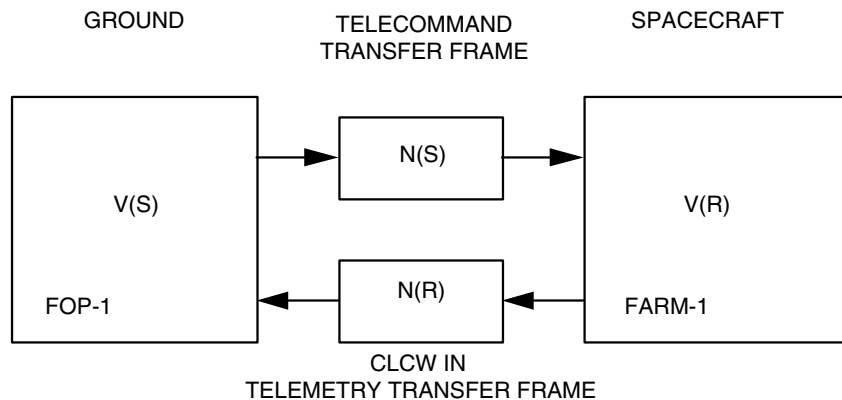 GROUND
TELECOMMAND
TRANSFER FRAME
SPACECRAFT
N(S)
V(S)
V(R)
N(R)
FOP-1
FARM-1
CLCW IN
TELEMETRY TRANSFER FRAME